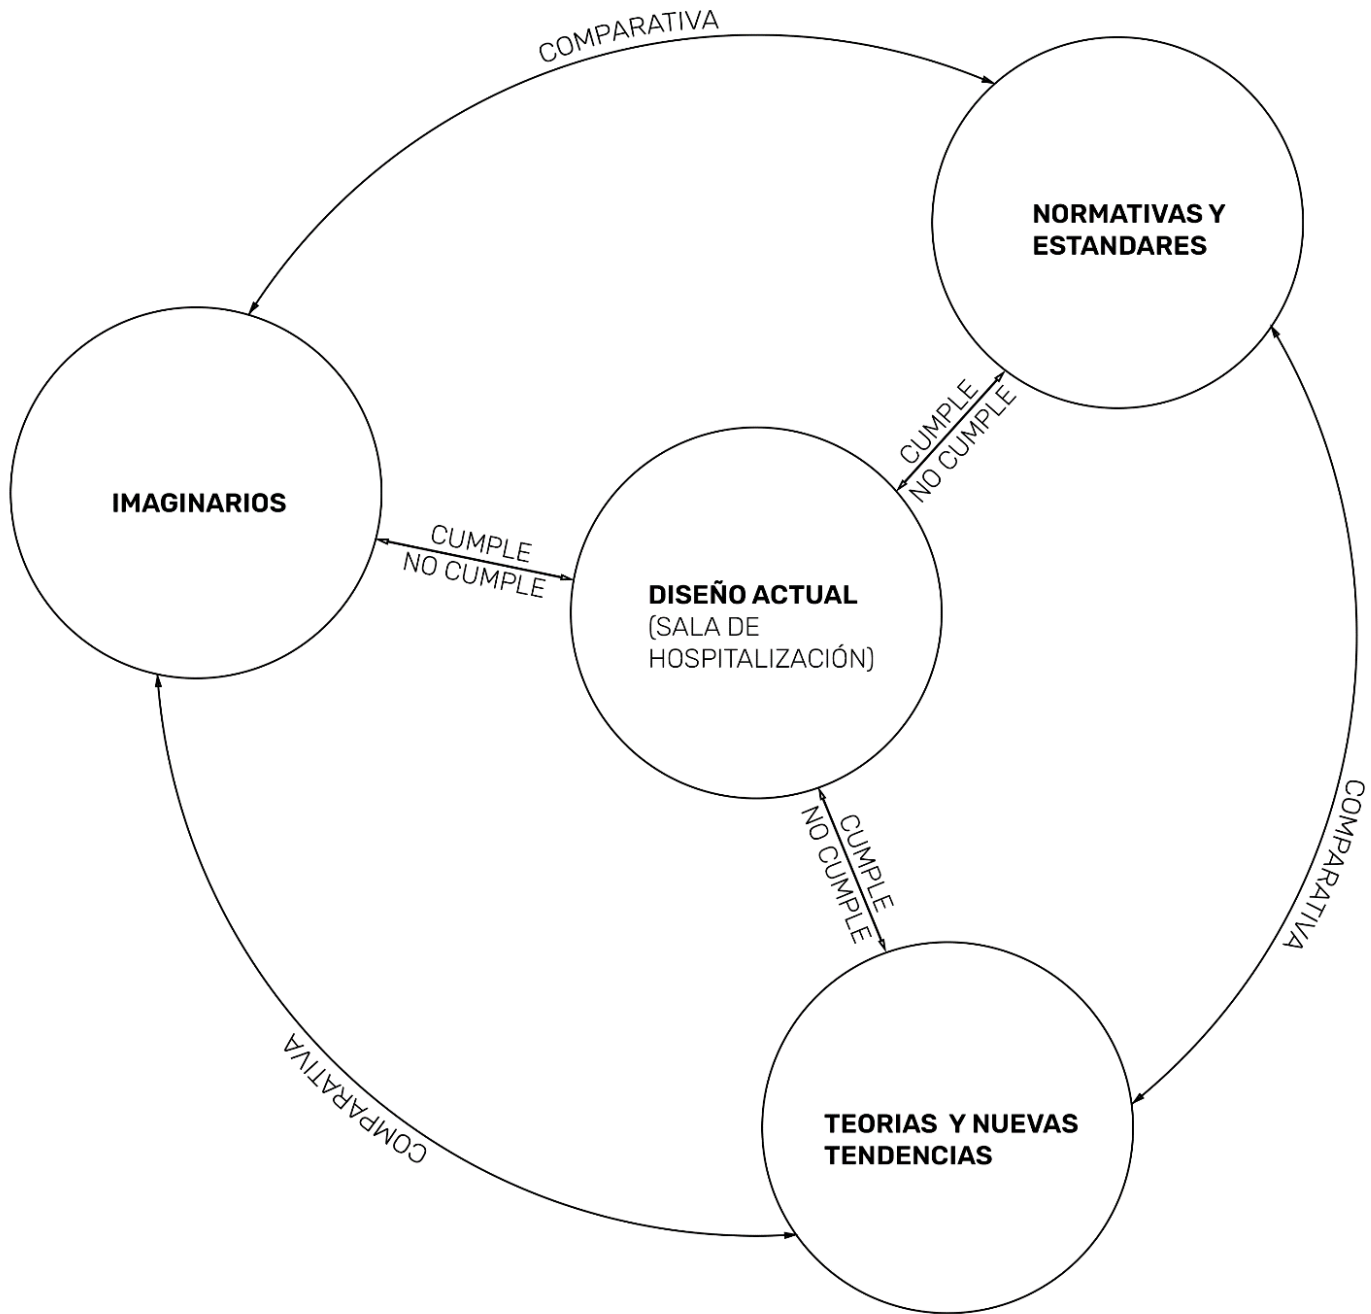 COMPARATIVA
NORMATIVAS Y
ESTANDARES
CUMPLE
NO CUMPLE
IMAGINARIOS
CUMPLE
NO CUMPLE
DISEÑO ACTUAL
(SALA DE
HOSPITALIZACIÓN)
CUMPLE
NO CUMPLE
COMPARATIVA
COMPARATIVA
TEORIAS Y NUEVAS
TENDENCIAS